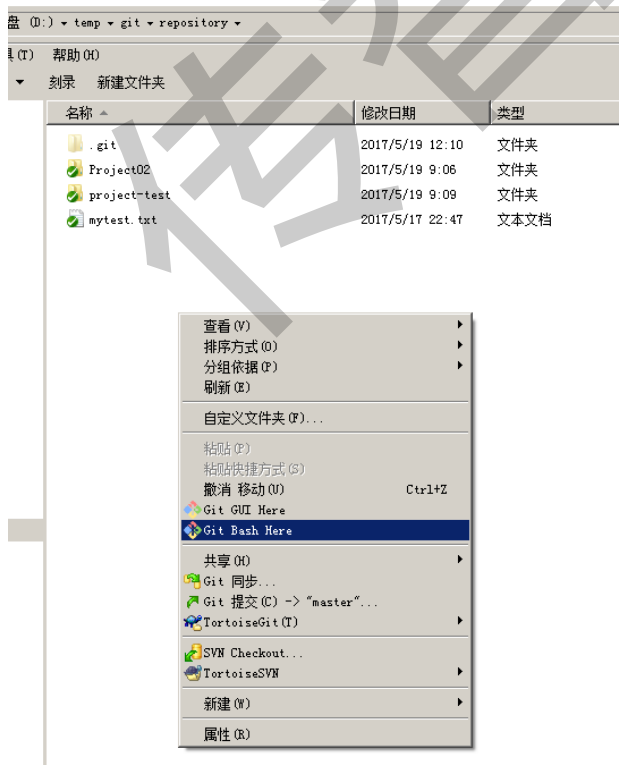 盘 (D:) ▾ temp ▾ git ▾ repository ▾
具(T) 帮助(H)
刻录 新建文件夹
名称 修改日期 类型
.git 2017/5/19 12:10 文件夹
Project02 2017/5/19 9:06 文件夹
project-test 2017/5/19 9:09 文件夹
mytest.txt 2017/5/17 22:47 文本文档
查看(V)
排序方式(O)
分组依据(P)
刷新(E)
自定义文件夹(F)...
粘贴(P)
粘贴快捷方式(S)
撤消 移动(U) Ctrl+Z
Git GUI Here
Git Bash Here
共享(H)
Git 同步...
Git 提交(C) -> "master"...
TortoiseGit(T)
SVN Checkout...
TortoiseSVN
新建(W)
属性(R)
传